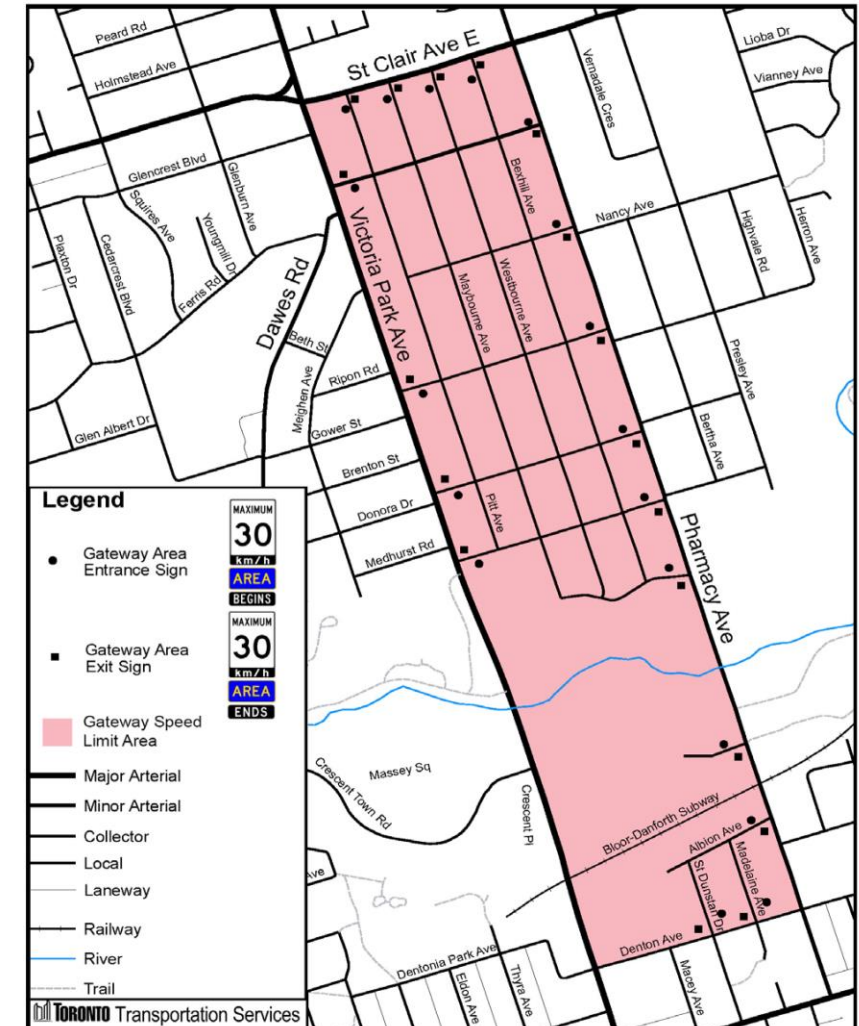 Peard Rd
Holmstead Ave
St Clair Ave E
Vernadale Cres
Lioba Dr
Vianney Ave
Glencrest Blvd
Glenburn Ave
Squires Ave
Youngmill Dr
Plaxton Dr
Cedarcrest Blvd
Ferris Rd
Dawes Rd
Victoria Park Ave
Bexhill Ave
Nancy Ave
Highvale Rd
Herron Ave
Maybourne Ave
Westbourne Ave
Beth St
Meighen Ave
Ripon Rd
Presley Ave
Glen Albert Dr
Gower St
Bertha Ave
Brenton St
Donora Dr
Pitt Ave
Medhurst Rd
Pharmacy Ave
Massey Sq
Crescent Town Rd
Crescent Pl
Bloor-Danforth Subway
Albion Ave
St Dunstan Dr
Madelaine Ave
Ave
Denton Ave
Dentonia Park Ave
Eldon Ave
Thyra Ave
Macey Ave
Legend
MAXIMUM
30
km/h
AREA
BEGINS
Gateway Area
Entrance Sign
MAXIMUM
30
km/h
AREA
ENDS
Gateway Area
Exit Sign
Gateway Speed
Limit Area
Major Arterial
Minor Arterial
Collector
Local
Laneway
Railway
River
Trail
TORONTO Transportation Services